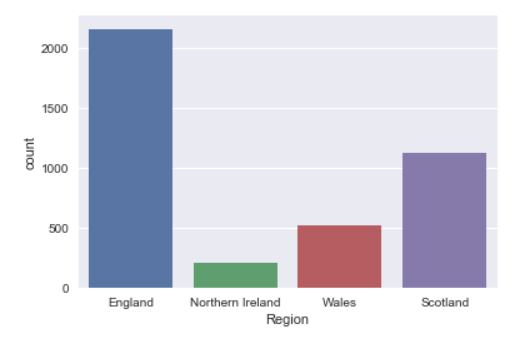 2000
1500
1000
500
0
count
England
Northern Ireland
Wales
Scotland
Region